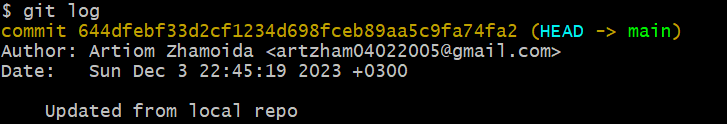 $ git log
commit 644dfebf33d2cf1234d698fceb89aa5c9fa74fa2 (HEAD -> main)
Author: Artiom Zhamoida <artzham04022005@gmail.com>
Date:   Sun Dec 3 22:45:19 2023 +0300

    Updated from local repo